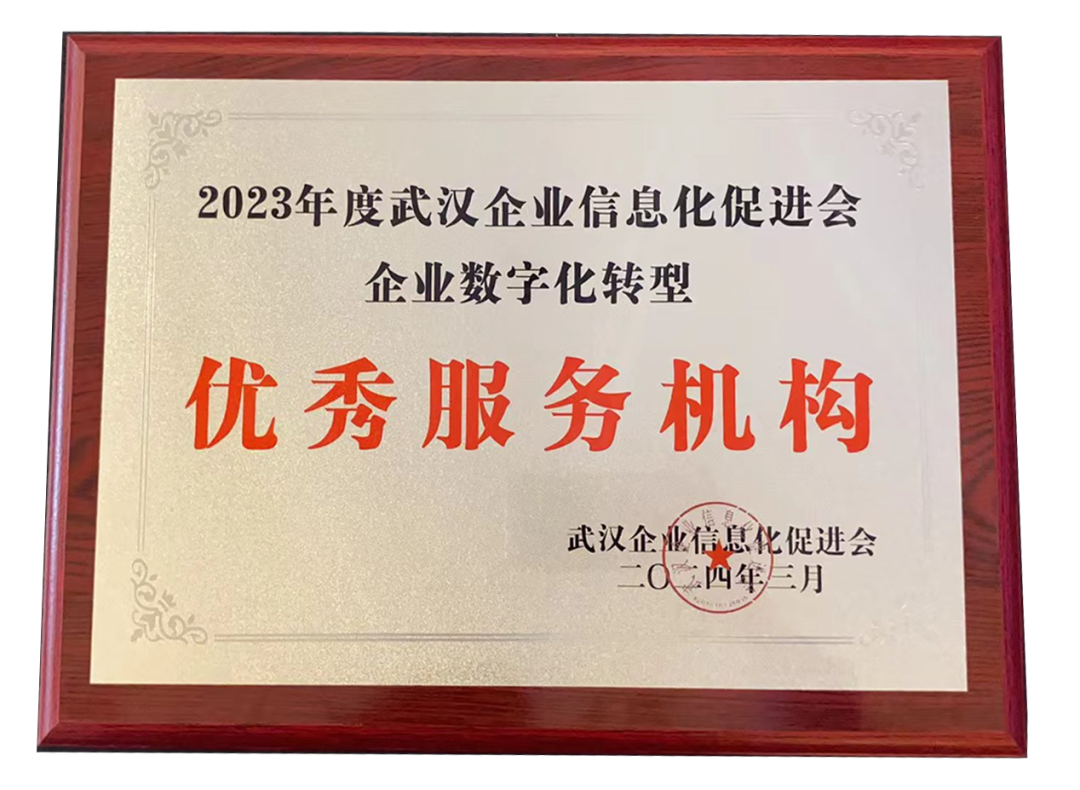 2023年度武汉企业信息化促进会
企业数字化转型
优秀服务机构
武汉企业信息化促进会
二〇二四年三月